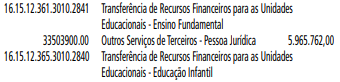 16.15.12.361.3010.2841 Transferência de Recursos Financeiros para as Unidades
Educacionais - Ensino Fundamental
33503900.00 Outros Serviços de Terceiros - Pessoa Jurídica 5.965.762,00
16.15.12.365.3010.2840 Transferência de Recursos Financeiros para as Unidades
Educacionais - Educação Infantil